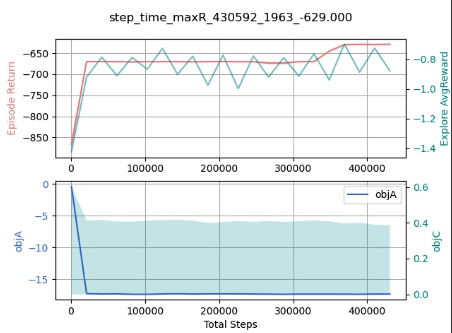 step_time_maxR_430592_1963_-629.000
Episode Return
−650
−700
−750
−800
−850
−0.8
−1.0
−1.2
−1.4
Explore AvgReward
0 100000 200000 300000 400000
objA
0
−5
−10
−15
objA
0.6
0.4
0.2
0.0
objC
0 100000 200000 300000 400000
Total Steps